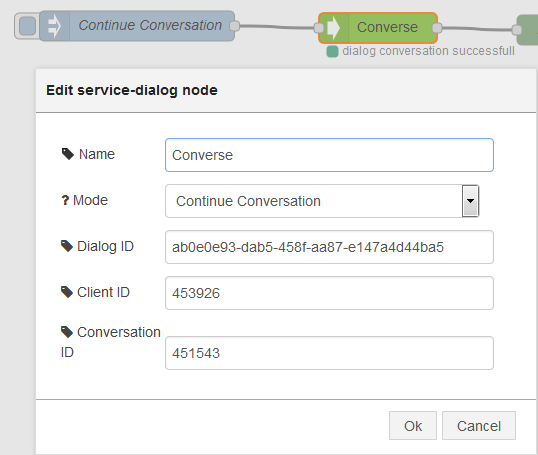 Continue Conversation
Converse
dialog conversation successfull
Edit service-dialog node
Name
Converse
? Mode
Continue Conversation
Dialog ID
ab0e0e93-dab5-458f-aa87-e147a4d44ba5
Client ID
453926
Conversation
ID
451543
Ok
Cancel